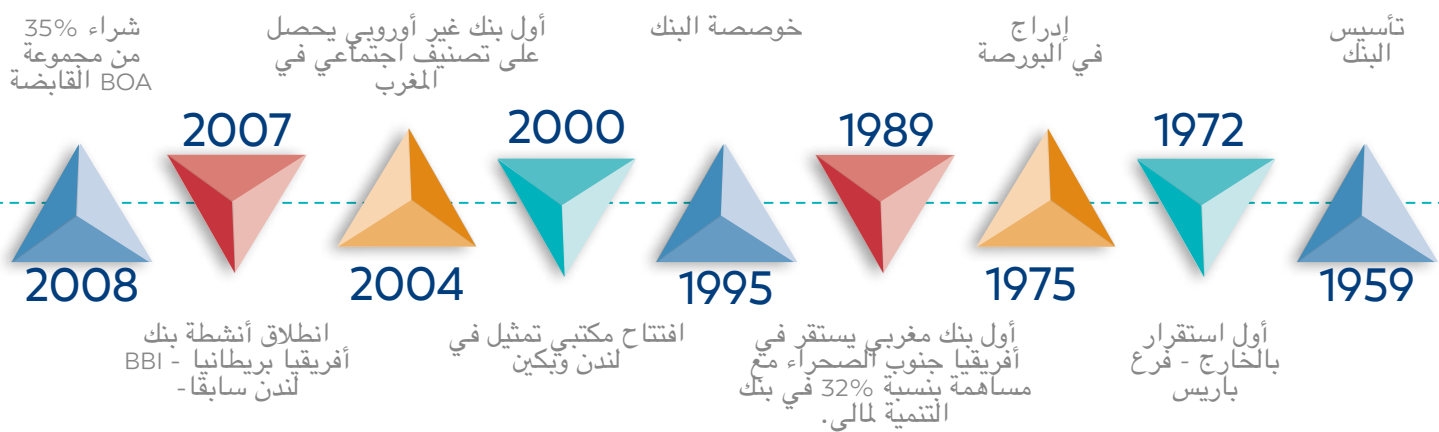 تأسيس
البنك
1959
1972
أول استقرار
بالخارج - فرع
باريس
إدراج
في البورصة
1975
1989
أول بنك مغربي يستقر في
أفريقيا جنوب الصحراء مع
مساهمة بنسبة 32% في بنك
التنمية لمالي.
خوصصة البنك
1995
2000
افتتاح مكتبي تمثيل في
لندن وبكين
أول بنك غير أوروبي يحصل
على تصنيف اجتماعي في
المغرب
2004
2007
انطلاق أنشطة بنك
أفريقيا بريطانيا - BBI
لندن سابقا-
شراء 35%
من مجموعة
BOA القابضة
2008